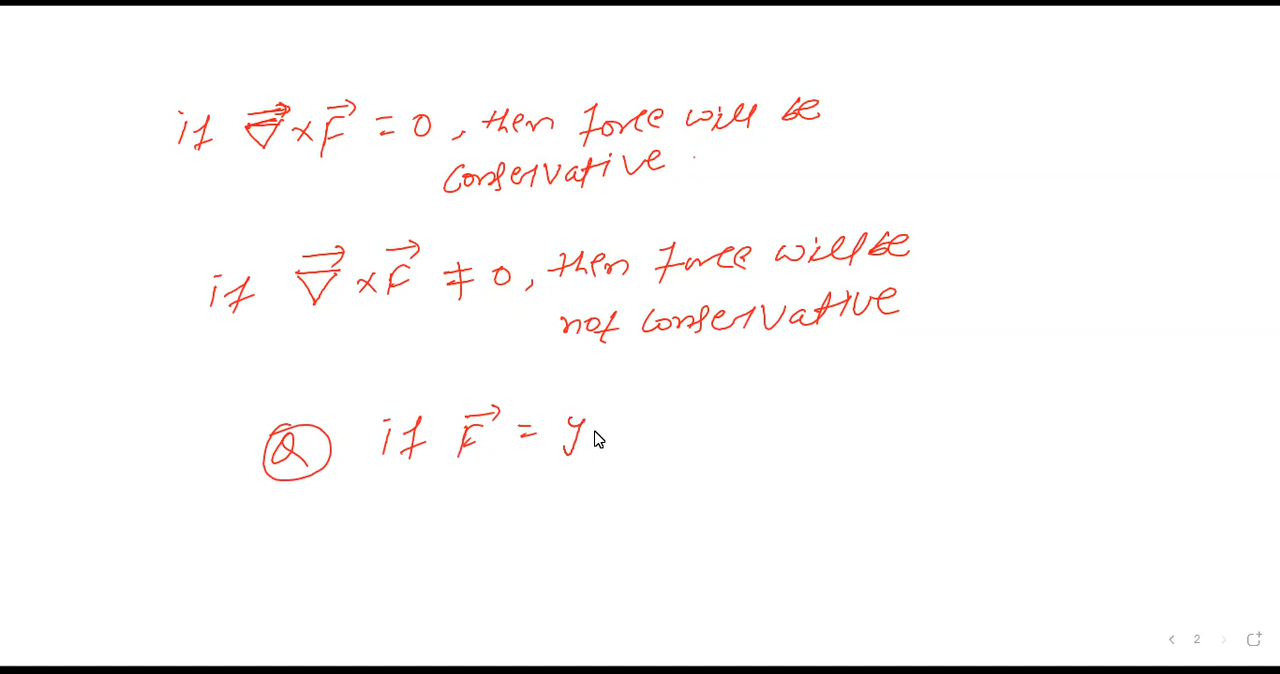 if ∇⃗ × F⃗ = 0, then force will be
conservative.
if ∇⃗ × F⃗ ≠ 0, then force will be
not conservative
Q if F⃗ = y
2